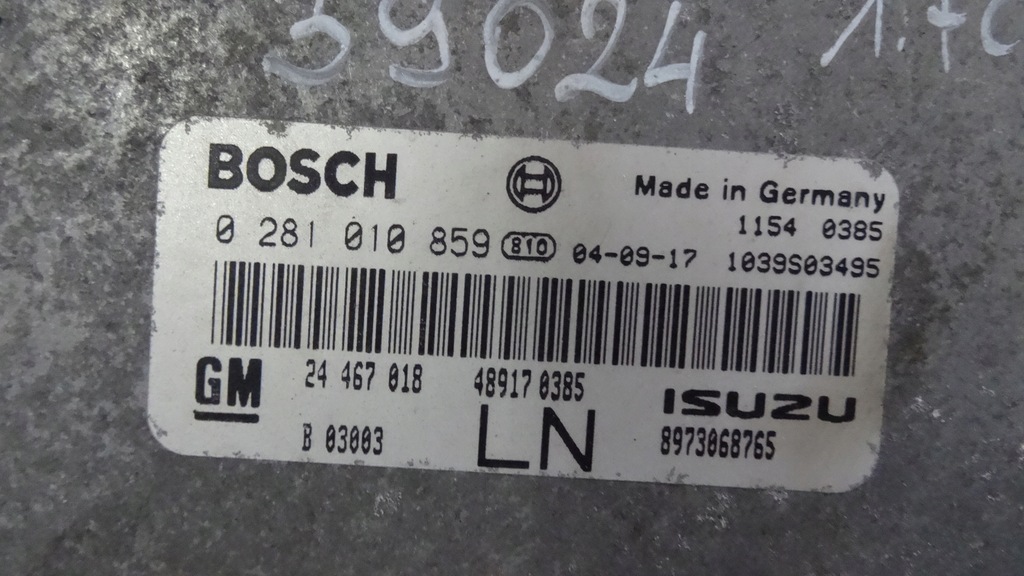 39024 1.7C
BOSCH
Made in Germany
0 281 010 859 810 04-09-17
1154 0385
1039S03495
GM
24 467 018 48917 0385
ISUZU
B 03003
LN
8973068765